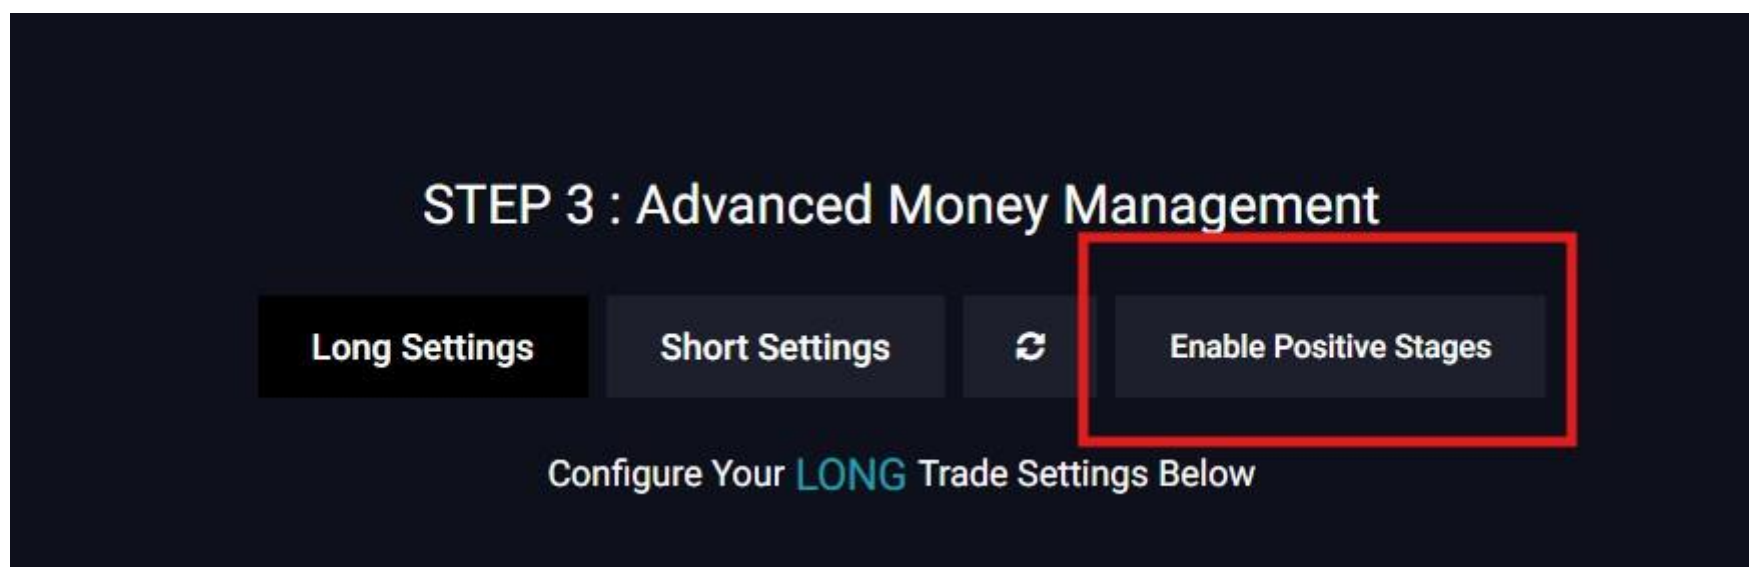 STEP 3 : Advanced Money Management
Long Settings Short Settings Enable Positive Stages
Configure Your LONG Trade Settings Below